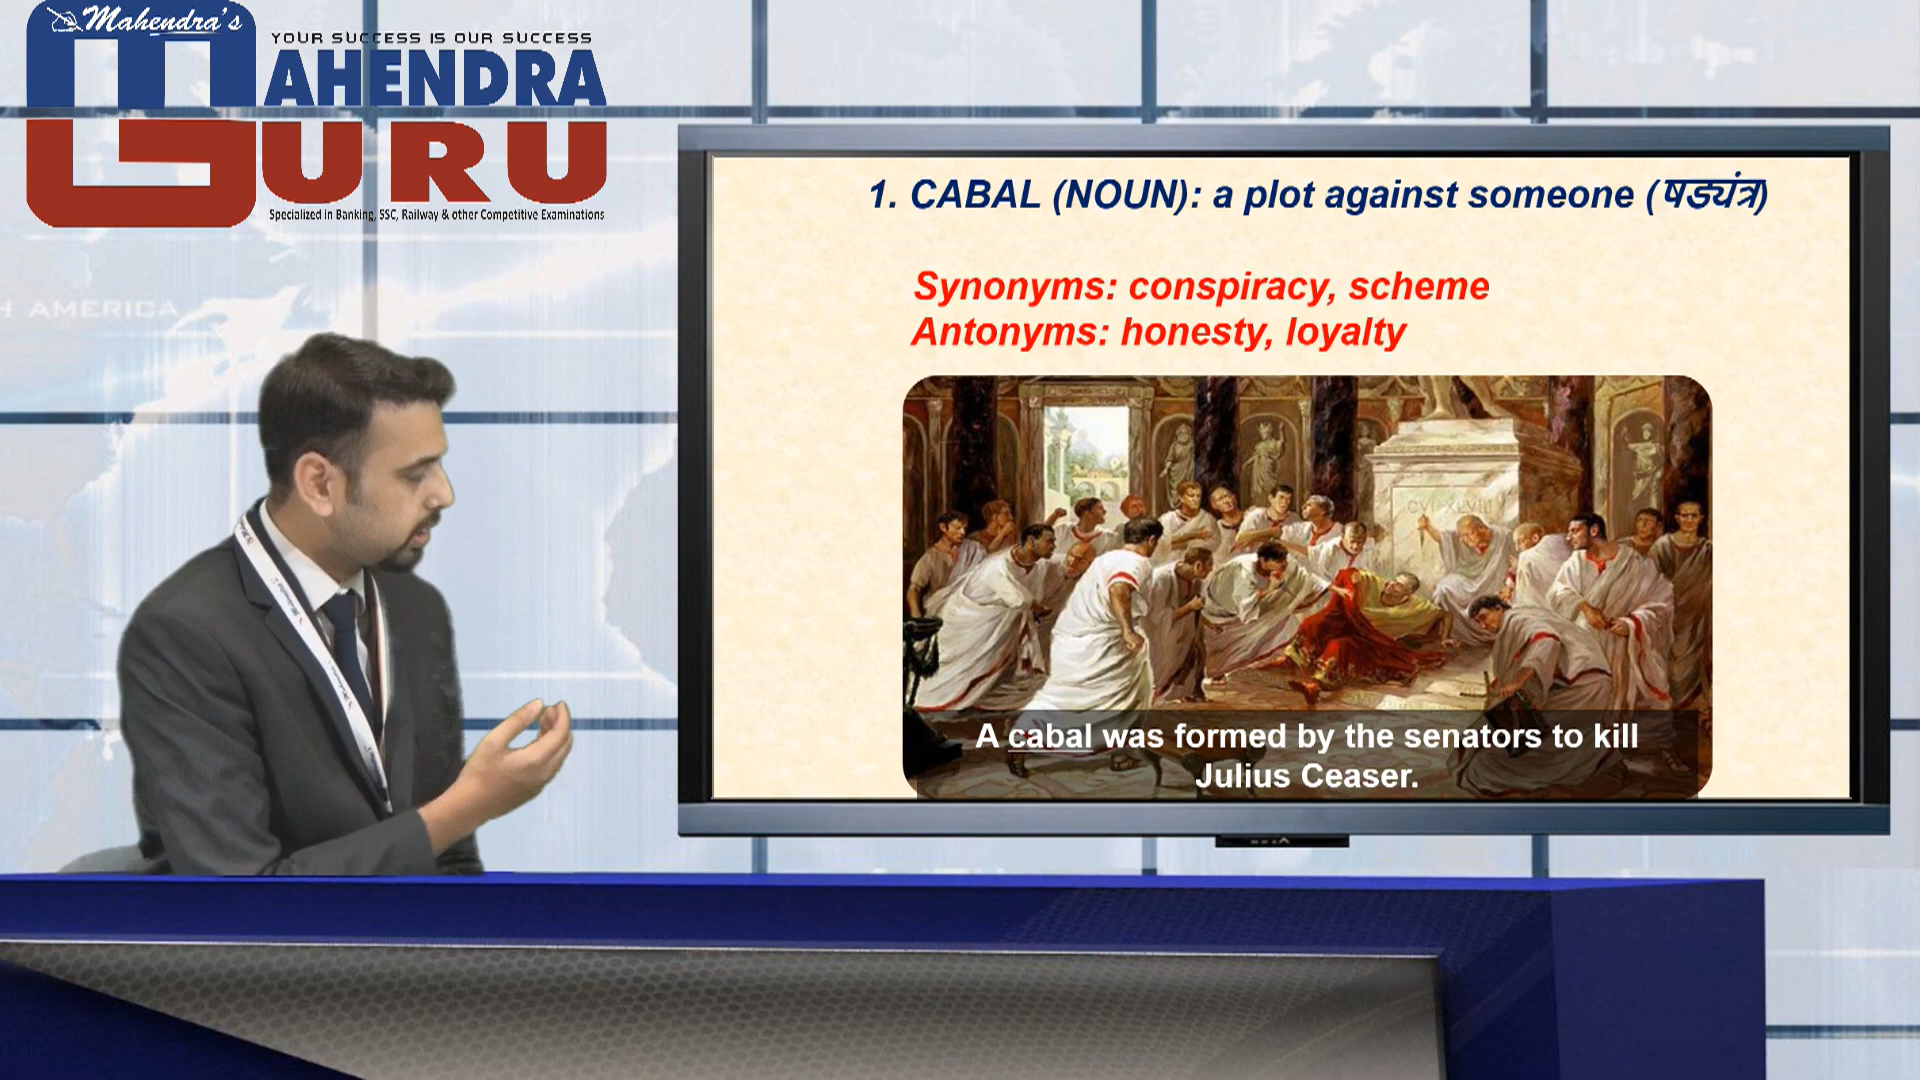 Mahendra's
YOUR SUCCESS IS OUR SUCCESS
MAHENDRA
GURU
Specialized in Banking, SSC, Railway & other Competitive Examinations
H AMERICA
1. CABAL (NOUN): a plot against someone (षड्यंत्र)
Synonyms: conspiracy, scheme
Antonyms: honesty, loyalty
A cabal was formed by the senators to kill
Julius Ceaser.